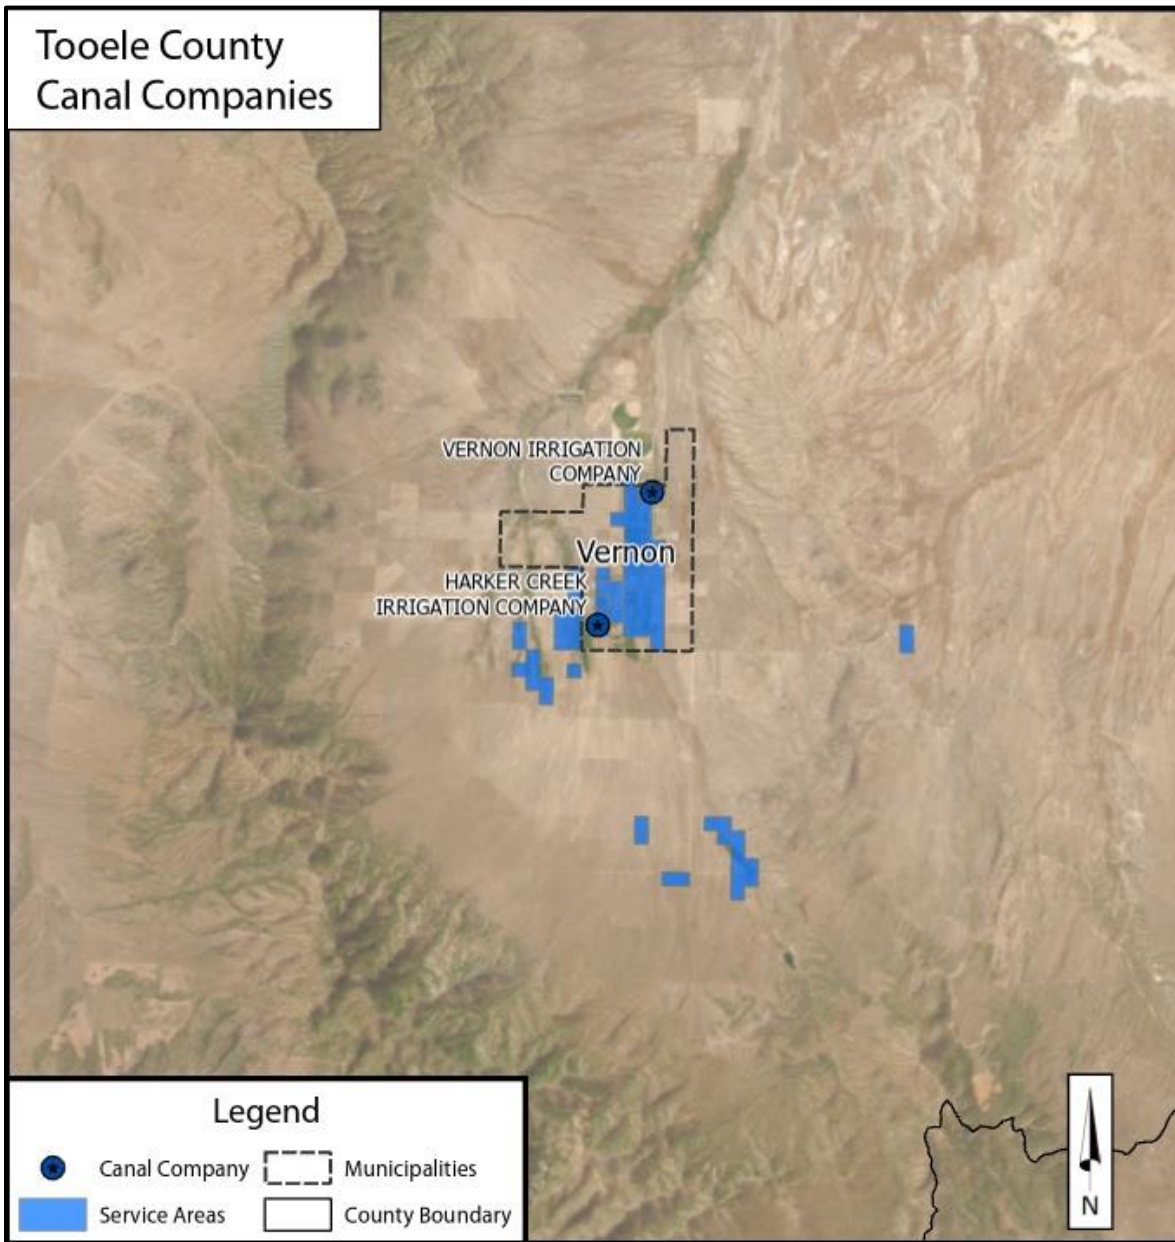 Tooele County
Canal Companies
VERNON IRRIGATION
COMPANY
Vernon
HARKER CREEK
IRRIGATION COMPANY
Legend
Canal Company
Municipalities
Service Areas
County Boundary
N